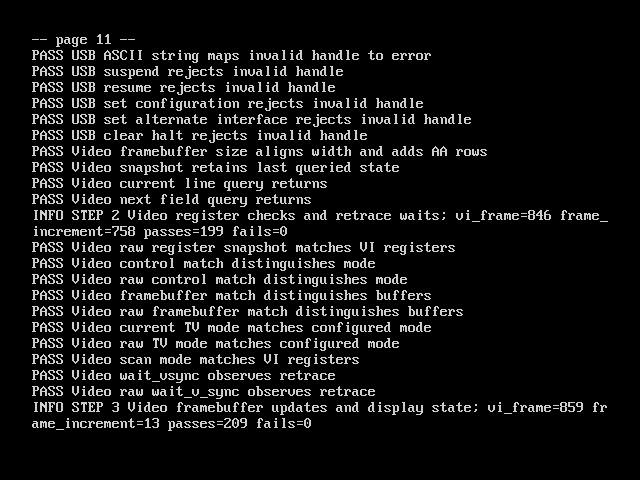 -- page 11 --
PASS USB ASCII string maps invalid handle to error
PASS USB suspend rejects invalid handle
PASS USB resume rejects invalid handle
PASS USB set configuration rejects invalid handle
PASS USB set alternate interface rejects invalid handle
PASS USB clear halt rejects invalid handle
PASS Video framebuffer size aligns width and adds AA rows
PASS Video snapshot retains last queried state
PASS Video current line query returns
PASS Video next field query returns
INFO STEP 2 Video register checks and retrace waits; vi_frame=846 frame_
increment=758 passes=199 fails=0
PASS Video raw register snapshot matches VI registers
PASS Video control match distinguishes mode
PASS Video raw control match distinguishes mode
PASS Video framebuffer match distinguishes buffers
PASS Video raw framebuffer match distinguishes buffers
PASS Video current TV mode matches configured mode
PASS Video raw TV mode matches configured mode
PASS Video scan mode matches VI registers
PASS Video wait_vsync observes retrace
PASS Video raw wait_v_sync observes retrace
INFO STEP 3 Video framebuffer updates and display state; vi_frame=859 fr
ame_increment=13 passes=209 fails=0